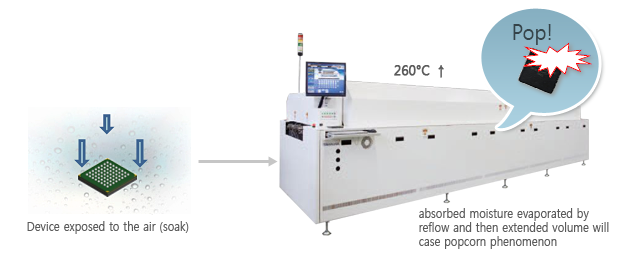 Pop!
260℃ ↑
Device exposed to the air (soak)
absorbed moisture evaporated by
reflow and then extended volume will
case popcorn phenomenon